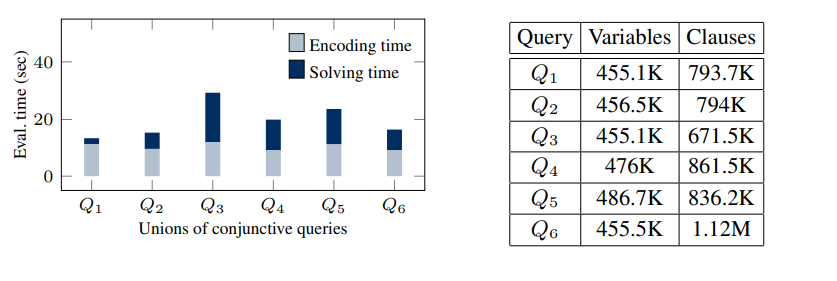 Encoding time
Solving time
Eval. time (sec)
40
20
0
Q1 Q2 Q3 Q4 Q5 Q6
Unions of conjunctive queries
Query Variables Clauses
Q1 455.1K 793.7K
Q2 456.5K 794K
Q3 455.1K 671.5K
Q4 476K 861.5K
Q5 486.7K 836.2K
Q6 455.5K 1.12M